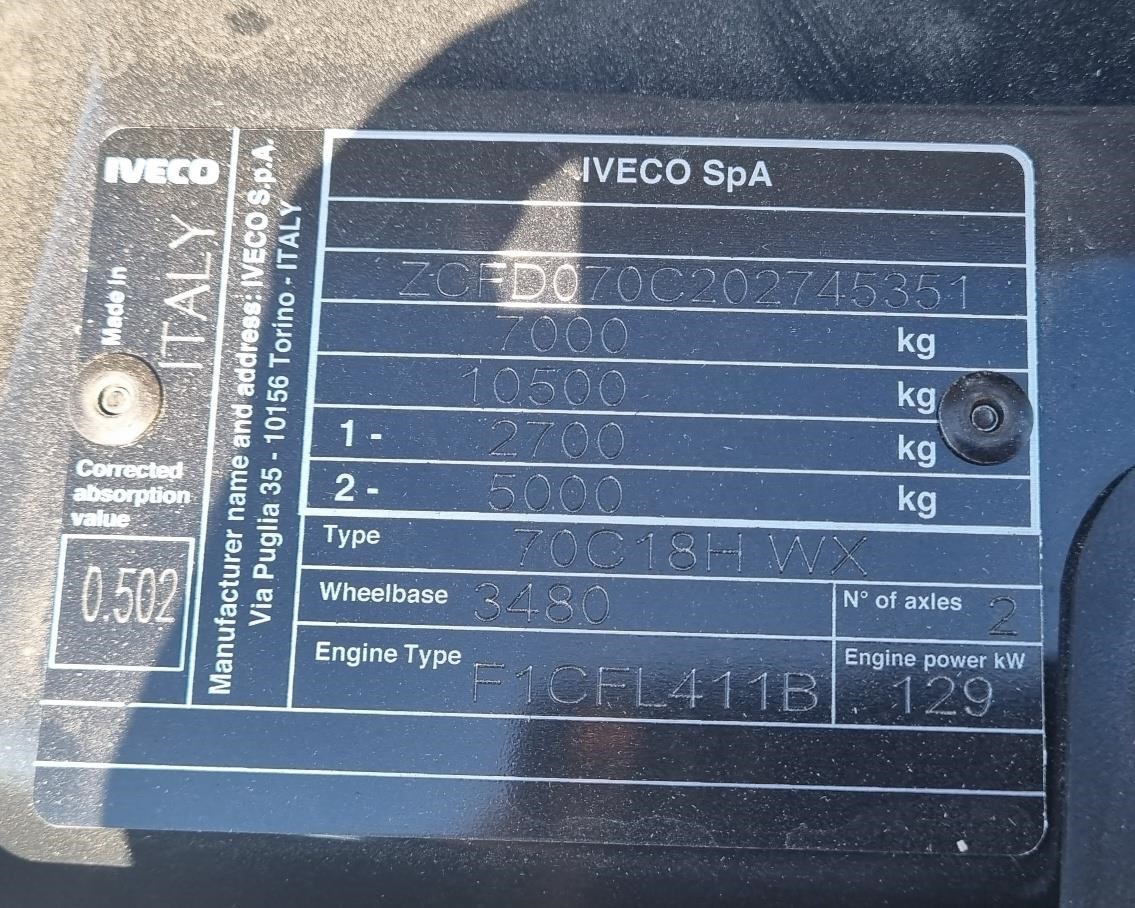 IVECO
Made in
ITALY
Corrected
absorption
value
0.502
Manufacturer name and address: IVECO S.p.A.
Via Puglia 35 - 10156 Torino - ITALY
IVECO SpA
ZCFD070C202745351
7000 kg
10500 kg
1 - 2700 kg
2 - 5000 kg
Type 70C18H WX
Wheelbase 3480 N° of axles 2
Engine Type F1CFL411B Engine power kW 129